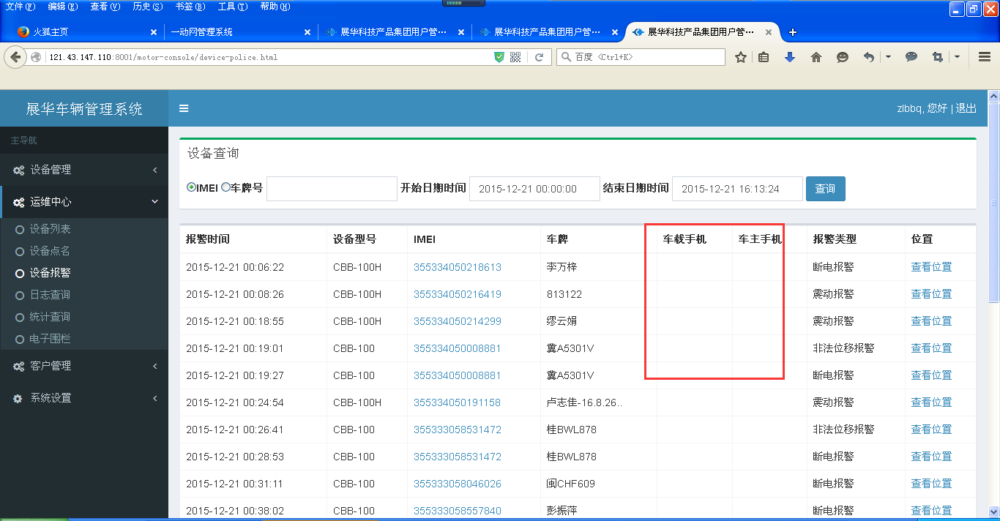 文件(F) 编辑(E) 查看(V) 历史(S) 书签(B) 工具(T) 帮助(H)
火狐主页 一动网管理系统 展华科技产品集团用户管… 展华科技产品集团用户管… 展华科技产品集团用户管…
121.43.147.110:8001/motor-console/device-police.html 百度 <Ctrl+K>
展华车辆管理系统 zlbbq, 您好 | 退出
主导航
设备管理
运维中心
设备列表
设备点名
设备报警
日志查询
统计查询
电子围栏
客户管理
系统设置
设备查询
IMEI 车牌号 开始日期时间 2015-12-21 00:00:00 结束日期时间 2015-12-21 16:13:24 查询
报警时间 设备型号 IMEI 车牌 车载手机 车主手机 报警类型 位置
2015-12-21 00:06:22 CBB-100H 355334050218613 李万梓 断电报警 查看位置
2015-12-21 00:08:26 CBB-100H 355334050216419 813122 震动报警 查看位置
2015-12-21 00:18:55 CBB-100H 355334050214299 缪云娟 震动报警 查看位置
2015-12-21 00:19:01 CBB-100 355334050008881 冀A5301V 非法位移报警 查看位置
2015-12-21 00:19:27 CBB-100 355334050008881 冀A5301V 断电报警 查看位置
2015-12-21 00:24:54 CBB-100H 355334050191158 卢志佳-16.8.26.. 震动报警 查看位置
2015-12-21 00:26:41 CBB-100 355333058531472 桂BWL878 非法位移报警 查看位置
2015-12-21 00:28:53 CBB-100 355333058531472 桂BWL878 断电报警 查看位置
2015-12-21 00:31:11 CBB-100 355333058046026 闽CHF609 断电报警 查看位置
2015-12-21 00:38:02 CBB-100 355333058557840 彭振萍 断电报警 查看位置